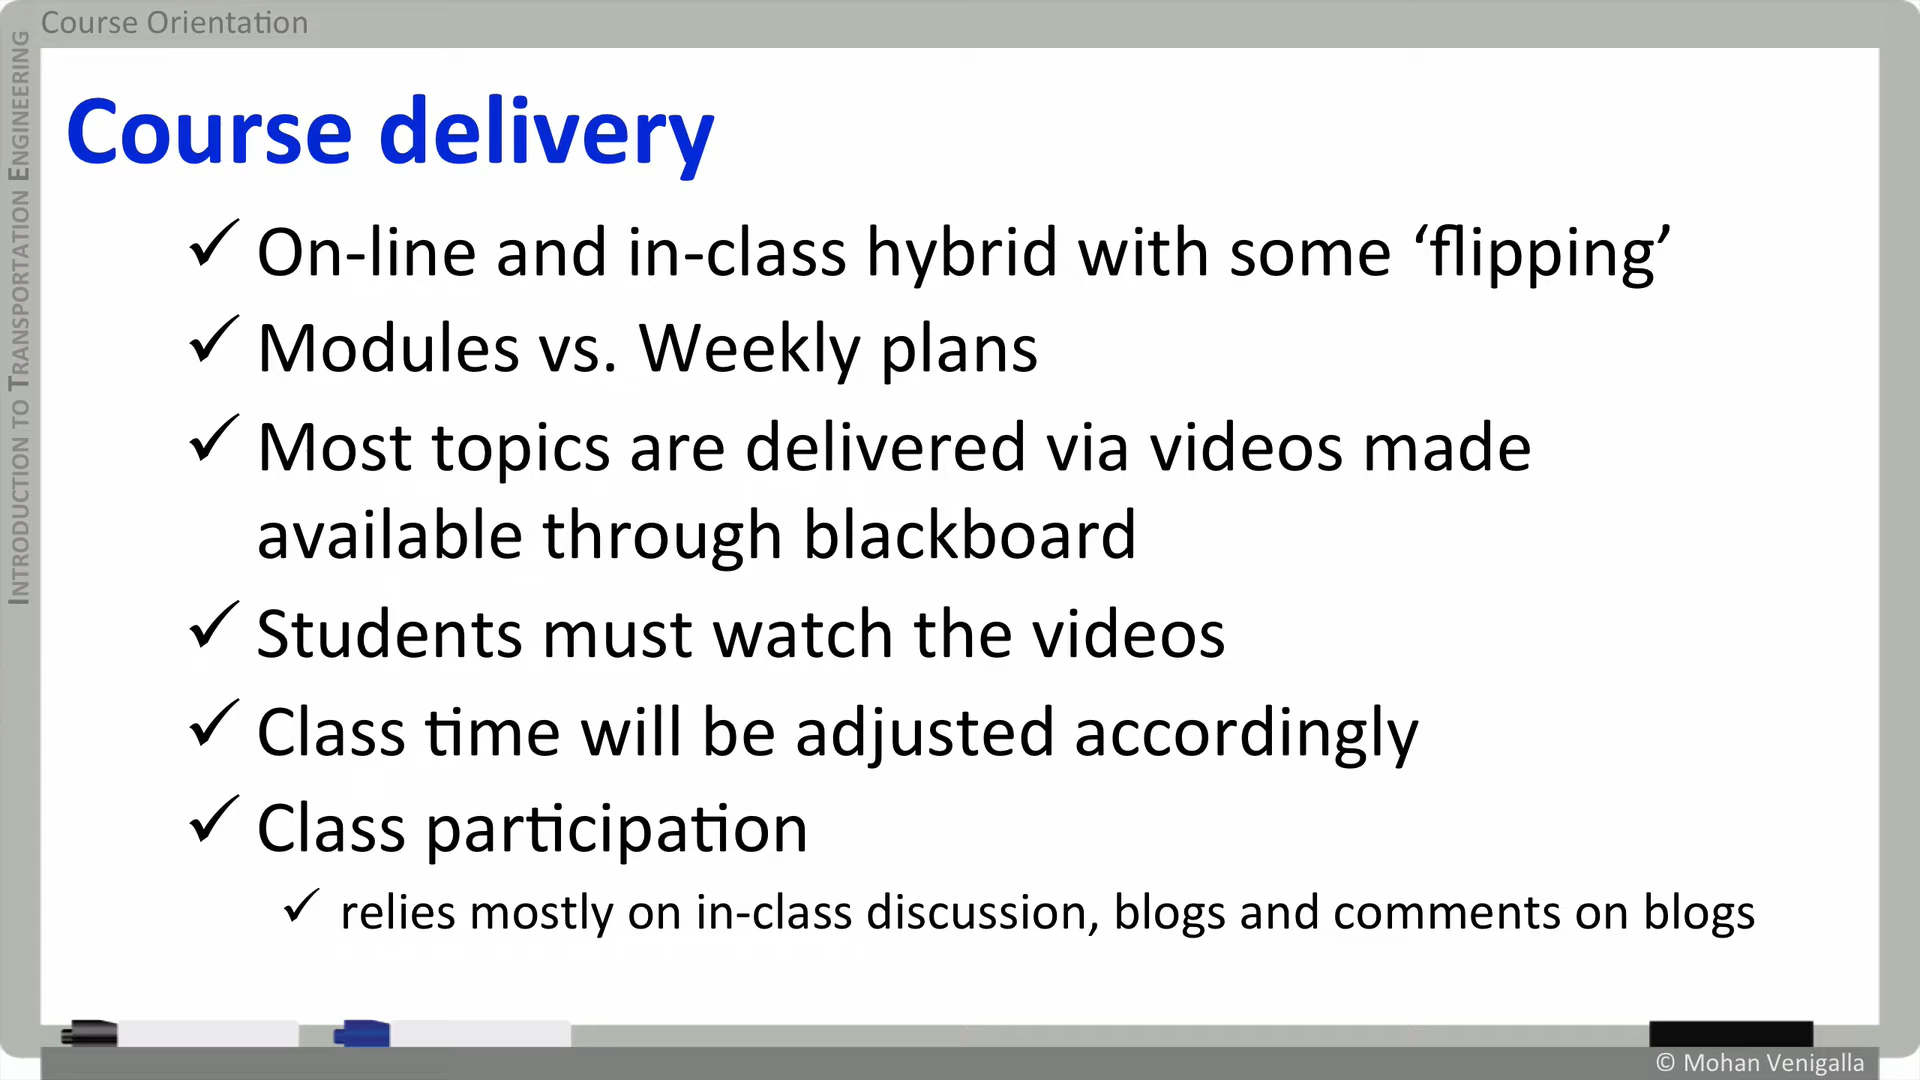 Course Orientation
INTRODUCTION TO TRANSPORTATION ENGINEERING
Course delivery
✓ On-line and in-class hybrid with some ‘flipping’
✓ Modules vs. Weekly plans
✓ Most topics are delivered via videos made
available through blackboard
✓ Students must watch the videos
✓ Class time will be adjusted accordingly
✓ Class participation
✓ relies mostly on in-class discussion, blogs and comments on blogs
© Mohan Venigalla